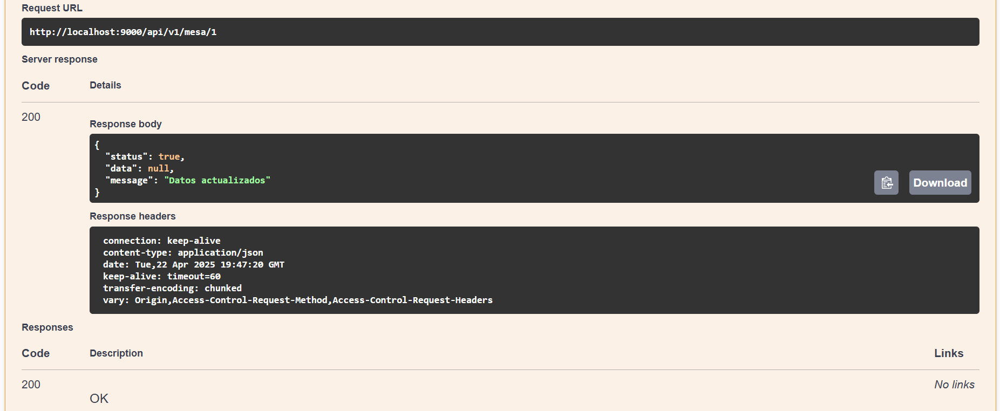 Request URL
http://localhost:9000/api/v1/mesa/1
Server response
Code Details
200
Response body
{
"status": true,
"data": null,
"message": "Datos actualizados"
}
Download
Response headers
connection: keep-alive
content-type: application/json
date: Tue,22 Apr 2025 19:47:20 GMT
keep-alive: timeout=60
transfer-encoding: chunked
vary: Origin,Access-Control-Request-Method,Access-Control-Request-Headers
Responses
Code Description Links
200 No links
OK